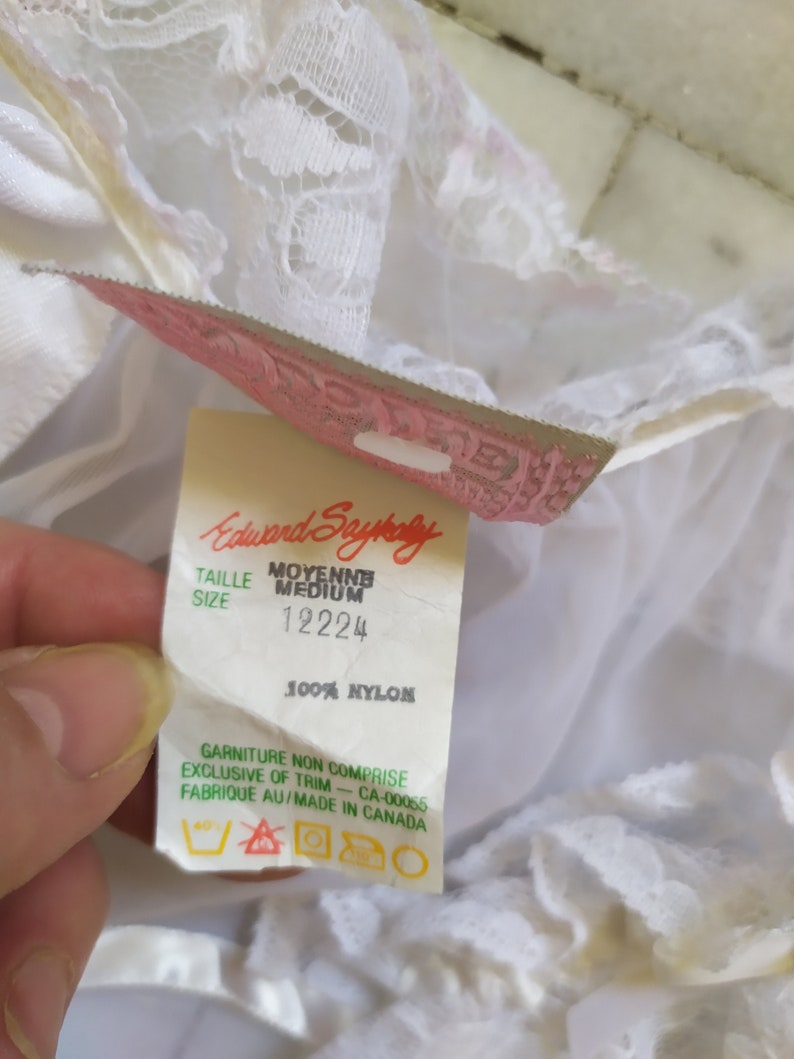 Edward Saykaly
TAILLE MOYENNE
SIZE MEDIUM
12224
100% NYLON
GARNITURE NON COMPRISE
EXCLUSIVE OF TRIM — CA-00055
FABRIQUE AU/MADE IN CANADA